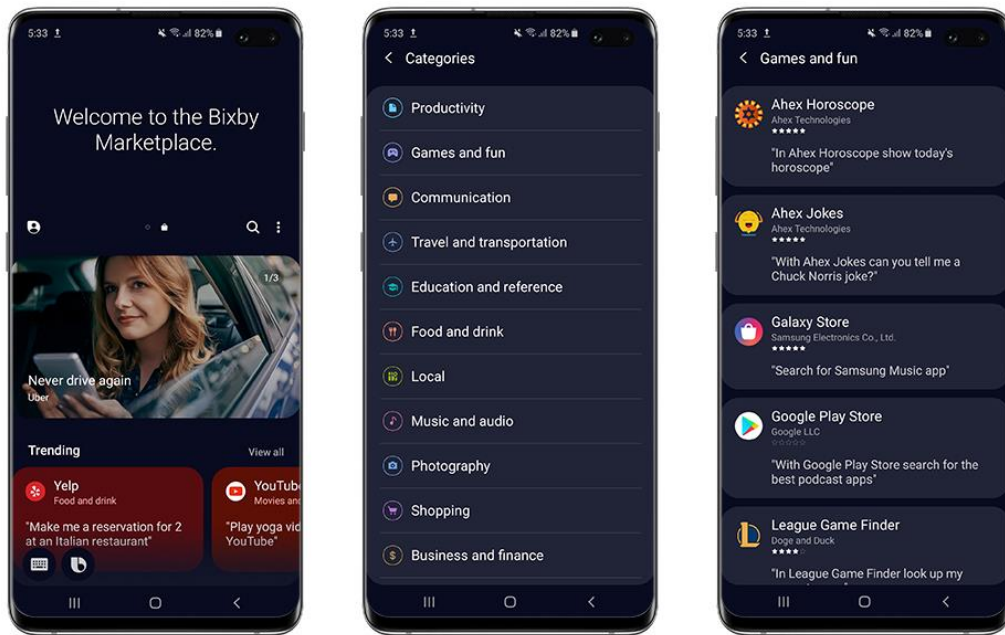 5:33
82%
Welcome to the Bixby
Marketplace.
1/3
Never drive again
Uber
Trending
View all
Yelp
Food and drink
"Make me a reservation for 2
at an Italian restaurant"
YouTub
Movies an
"Play yoga vid
YouTube"
5:33
82%
Categories
Productivity
Games and fun
Communication
Travel and transportation
Education and reference
Food and drink
Local
Music and audio
Photography
Shopping
Business and finance
5:33
82%
Games and fun
Ahex Horoscope
Ahex Technologies
"In Ahex Horoscope show today's
horoscope"
Ahex Jokes
Ahex Technologies
"With Ahex Jokes can you tell me a
Chuck Norris joke?"
Galaxy Store
Samsung Electronics Co., Ltd.
"Search for Samsung Music app"
Google Play Store
Google LLC
"With Google Play Store search for the
best podcast apps"
League Game Finder
Doge and Duck
"In League Game Finder look up my